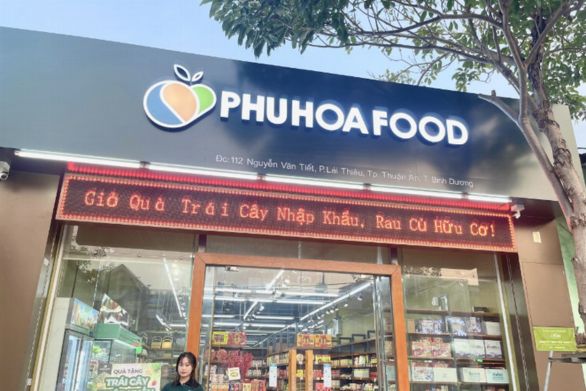 PHUHOAFOOD
Đc: 112 Nguyễn Văn Tiết, P.Lái Thiêu, Tp. Thuận An, T. Bình Dương
Giỏ Quà Trái Cây Nhập Khẩu, Rau Củ Hữu Cơ!
QUÀ TẶNG
TRÁI CÂY